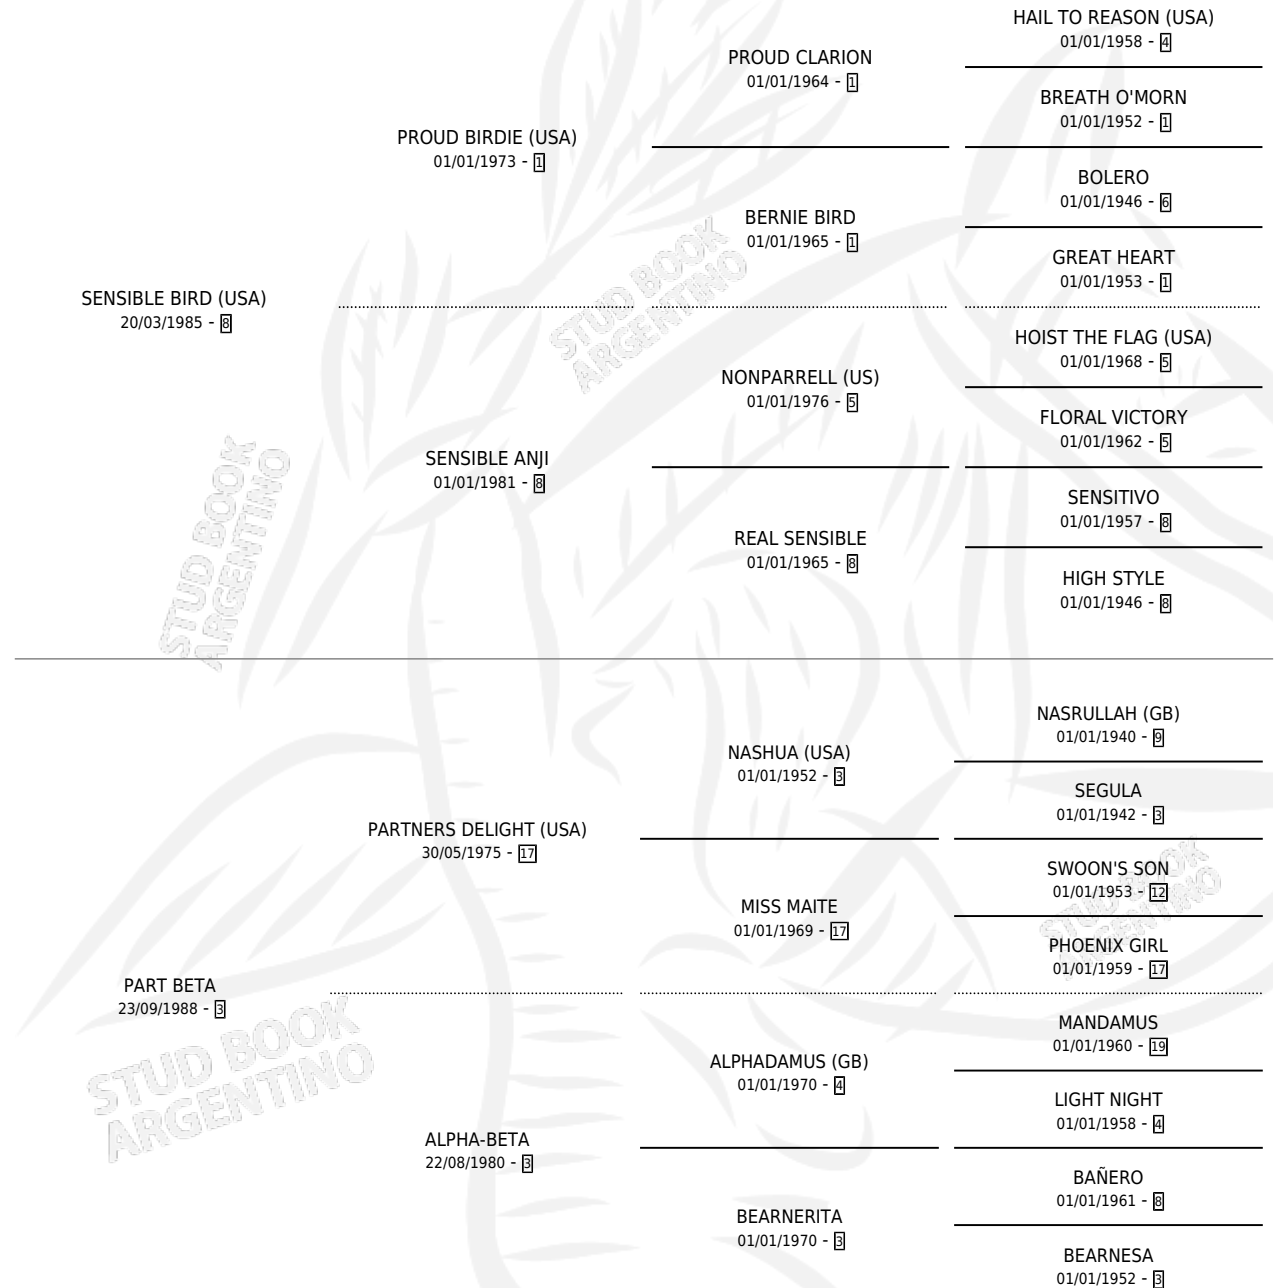 HAIL TO REASON (USA)
01/01/1958 - 4
PROUD CLARION
01/01/1964 - 1
BREATH O'MORN
01/01/1952 - 1
PROUD BIRDIE (USA)
01/01/1973 - 1
BOLERO
01/01/1946 - 6
BERNIE BIRD
01/01/1965 - 1
GREAT HEART
01/01/1953 - 1
SENSIBLE BIRD (USA)
20/03/1985 - 8
HOIST THE FLAG (USA)
01/01/1968 - 5
NONPARRELL (US)
01/01/1976 - 5
FLORAL VICTORY
01/01/1962 - 5
SENSIBLE ANJI
01/01/1981 - 8
SENSITIVO
01/01/1957 - 8
REAL SENSIBLE
01/01/1965 - 8
HIGH STYLE
01/01/1946 - 8
NASRULLAH (GB)
01/01/1940 - 9
NASHUA (USA)
01/01/1952 - 3
SEGULA
01/01/1942 - 3
PARTNERS DELIGHT (USA)
30/05/1975 - 17
SWOON'S SON
01/01/1953 - 12
MISS MAITE
01/01/1969 - 17
PHOENIX GIRL
01/01/1959 - 17
PART BETA
23/09/1988 - 3
MANDAMUS
01/01/1960 - 19
ALPHADAMUS (GB)
01/01/1970 - 4
LIGHT NIGHT
01/01/1958 - 4
ALPHA-BETA
22/08/1980 - 3
BAÑERO
01/01/1961 - 8
BEARNERITA
01/01/1970 - 3
BEARNESA
01/01/1952 - 3
STUD BOOK
ARGENTINO
STUD BOOK
ARGENTINO
STUD BOOK
ARGENTINO
STUD BOOK
ARGENTINO